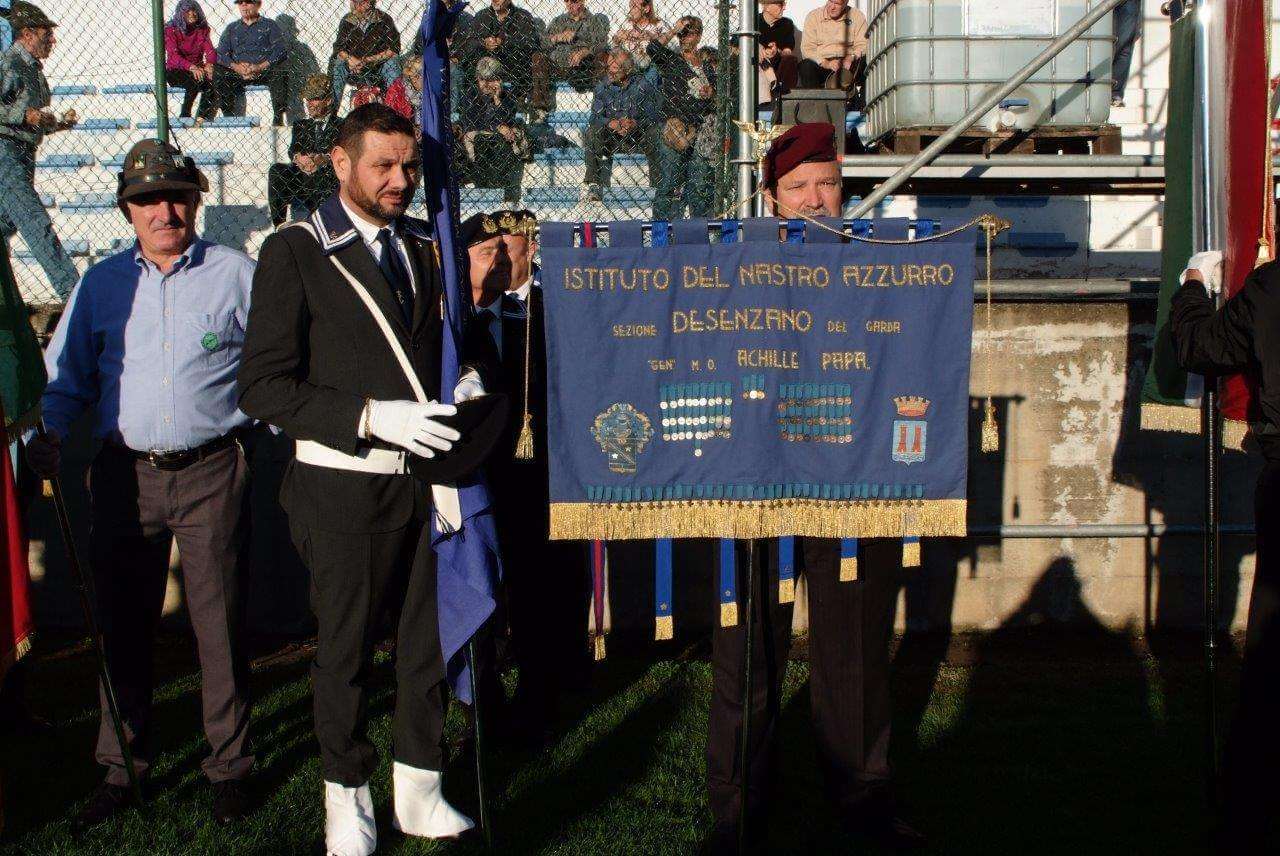 ISTITUTO DEL NASTRO AZZURRO
SEZIONE DESENZANO DEL GARDA
"GEN" M.O. ACHILLE PAPA.